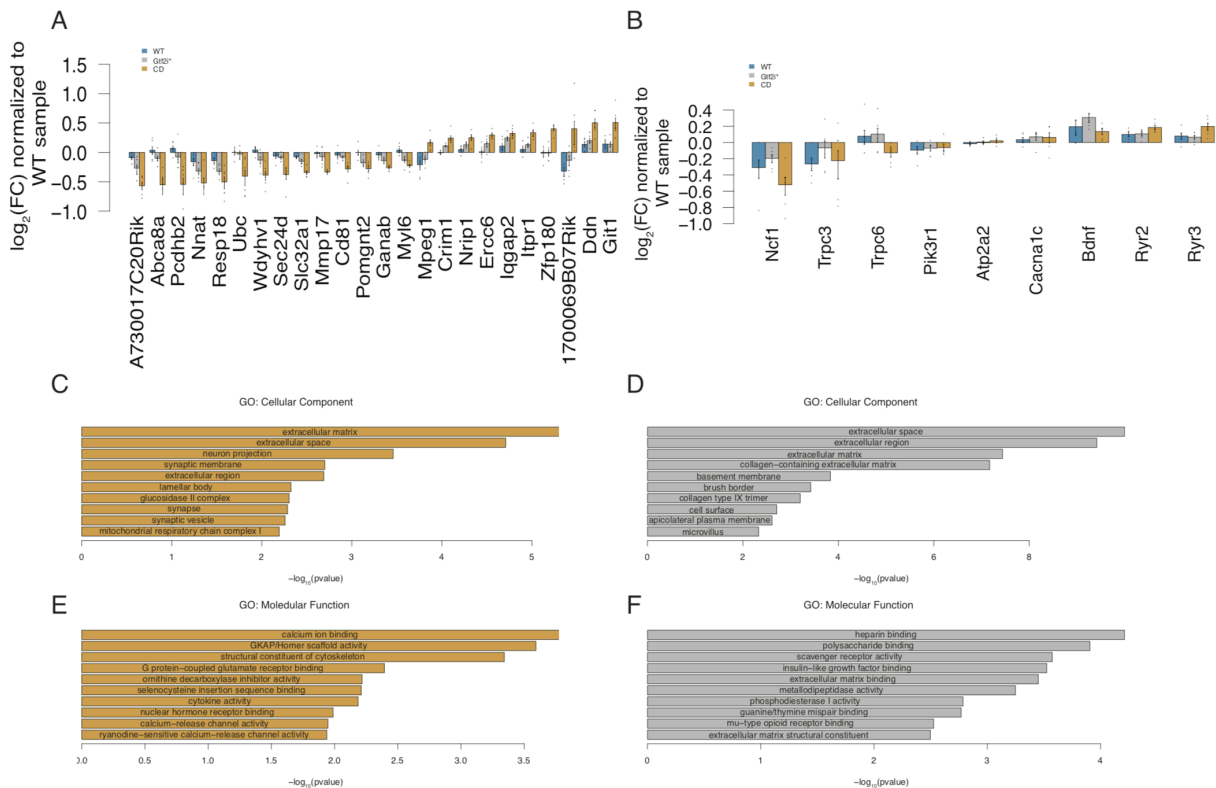 A
WT
Gtf2i*
CD
log2(FC) normalized to
WT sample
1.5
1.0
0.5
0.0
−0.5
−1.0
A730017C20Rik
Abca8a
Pcdhb2
Nnat
Resp18
Ubc
Wdyhv1
Sec24d
Slc32a1
Mmp17
Cd81
Pomgnt2
Ganab
Myl6
Mpeg1
Crim1
Nrip1
Ercc6
Iqgap2
Itpr1
Zfp180
1700069B07Rik
Ddn
Git1
B
WT
Gtf2i*
CD
log2(FC) normalized to
WT sample
0.4
0.2
0.0
−0.2
−0.4
−0.6
−0.8
−1.0
Ncf1
Trpc3
Trpc6
Pik3r1
Atp2a2
Cacna1c
Bdnf
Ryr2
Ryr3
C
GO: Cellular Component
extracellular matrix
extracellular space
neuron projection
synaptic membrane
extracellular region
lamellar body
glucosidase II complex
synapse
synaptic vesicle
mitochondrial respiratory chain complex I
0 1 2 3 4 5
−log10(pvalue)
D
GO: Cellular Component
extracellular space
extracellular region
extracellular matrix
collagen−containing extracellular matrix
basement membrane
brush border
collagen type IX trimer
cell surface
apicolateral plasma membrane
microvillus
0 2 4 6 8
−log10(pvalue)
E
GO: Moledular Function
calcium ion binding
GKAP/Homer scaffold activity
structural constituent of cytoskeleton
G protein−coupled glutamate receptor binding
ornithine decarboxylase inhibitor activity
selenocysteine insertion sequence binding
cytokine activity
nuclear hormone receptor binding
calcium−release channel activity
ryanodine−sensitive calcium−release channel activity
0.0 0.5 1.0 1.5 2.0 2.5 3.0 3.5
−log10(pvalue)
F
GO: Molecular Function
heparin binding
polysaccharide binding
scavenger receptor activity
insulin−like growth factor binding
extracellular matrix binding
metallodipeptidase activity
phosphodiesterase I activity
guanine/thymine mispair binding
mu−type opioid receptor binding
extracellular matrix structural constituent
0 1 2 3 4
−log10(pvalue)